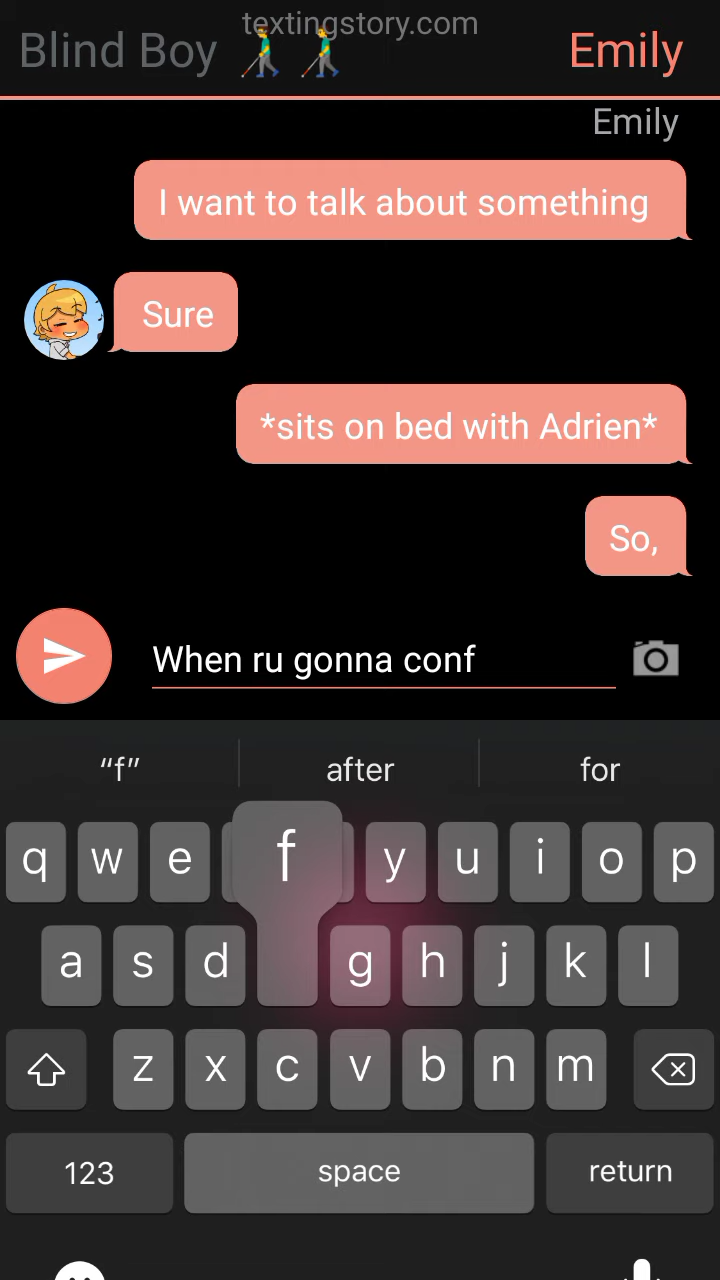 textingstory.com
Blind Boy 👨‍🦯👨‍🦯 Emily
Emily
I want to talk about something
Sure
*sits on bed with Adrien*
So,
When ru gonna conf
“f” after for
q w e f y u i o p
a s d g h j k l
z x c v b n m
123 space return